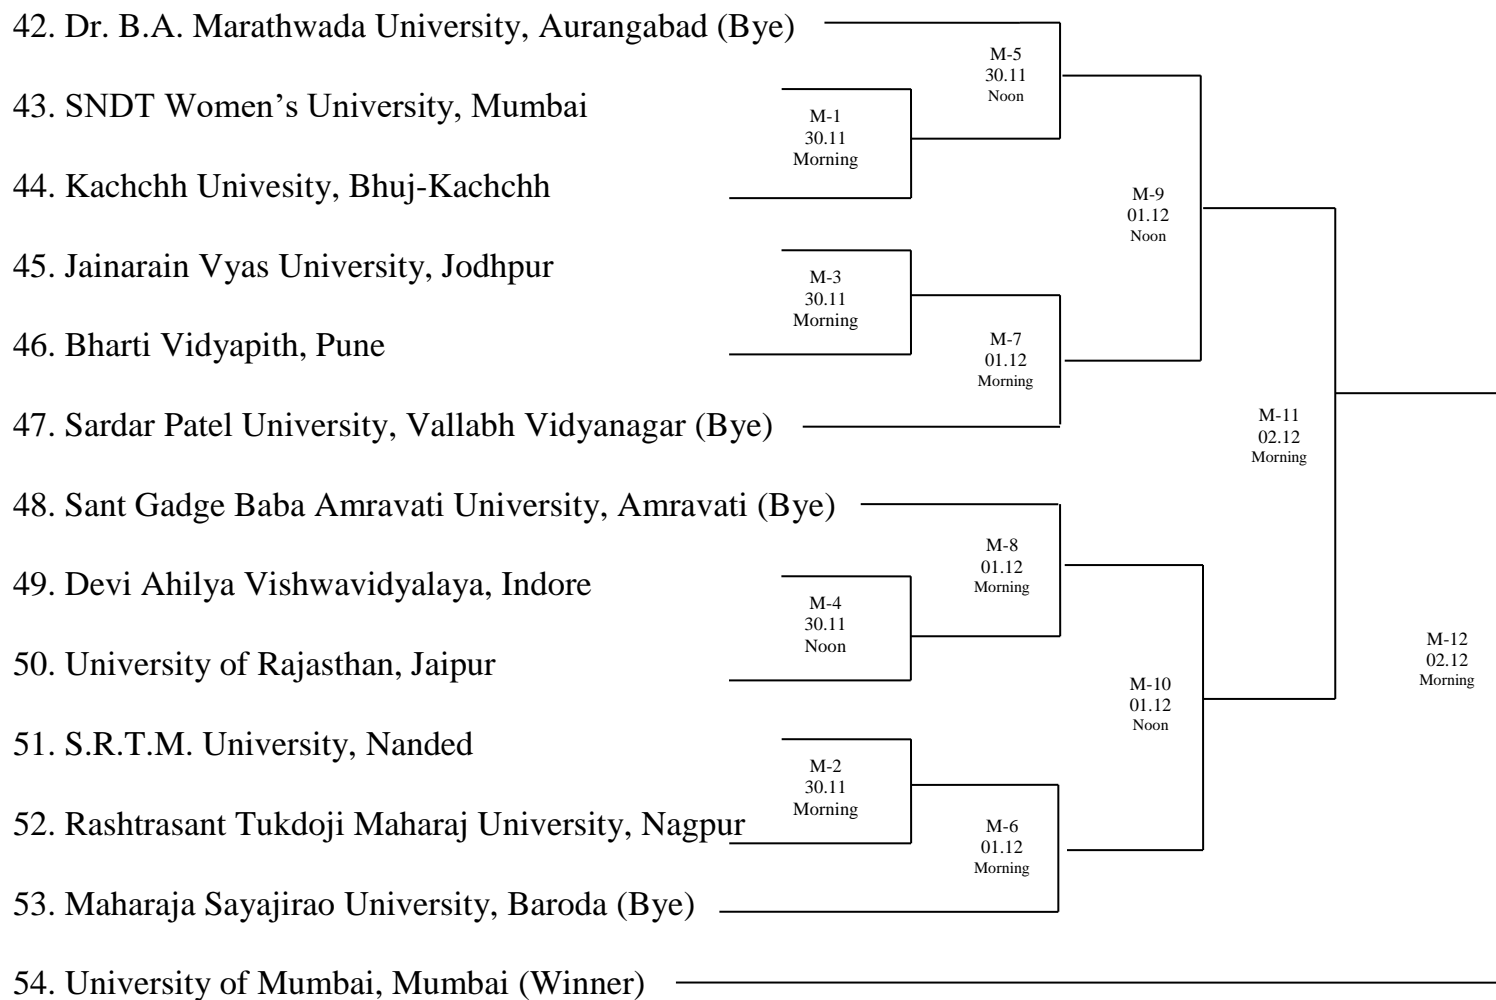 42. Dr. B.A. Marathwada University, Aurangabad (Bye)
M-5
30.11
Noon
43. SNDT Women’s University, Mumbai
M-1
30.11
Morning
44. Kachchh Univesity, Bhuj-Kachchh
M-9
01.12
Noon
45. Jainarain Vyas University, Jodhpur
M-3
30.11
Morning
46. Bharti Vidyapith, Pune
M-7
01.12
Morning
47. Sardar Patel University, Vallabh Vidyanagar (Bye)
M-11
02.12
Morning
48. Sant Gadge Baba Amravati University, Amravati (Bye)
M-8
01.12
Morning
49. Devi Ahilya Vishwavidyalaya, Indore
M-4
30.11
Noon
50. University of Rajasthan, Jaipur
M-12
02.12
Morning
M-10
01.12
Noon
51. S.R.T.M. University, Nanded
M-2
30.11
Morning
52. Rashtrasant Tukdoji Maharaj University, Nagpur
M-6
01.12
Morning
53. Maharaja Sayajirao University, Baroda (Bye)
54. University of Mumbai, Mumbai (Winner)